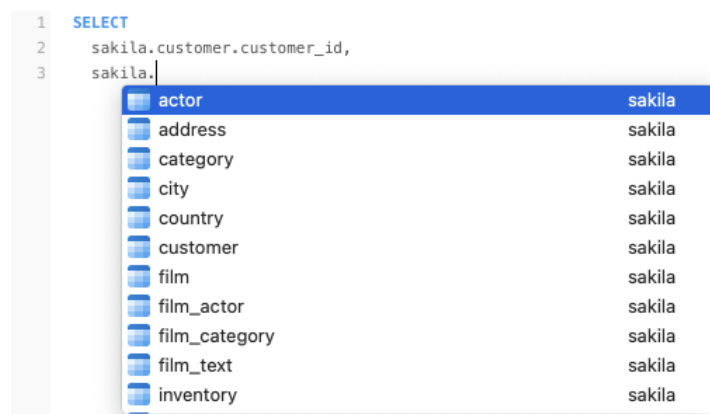 1 SELECT
2 sakila.customer.customer_id,
3 sakila.
actor sakila
address sakila
category sakila
city sakila
country sakila
customer sakila
film sakila
film_actor sakila
film_category sakila
film_text sakila
inventory sakila